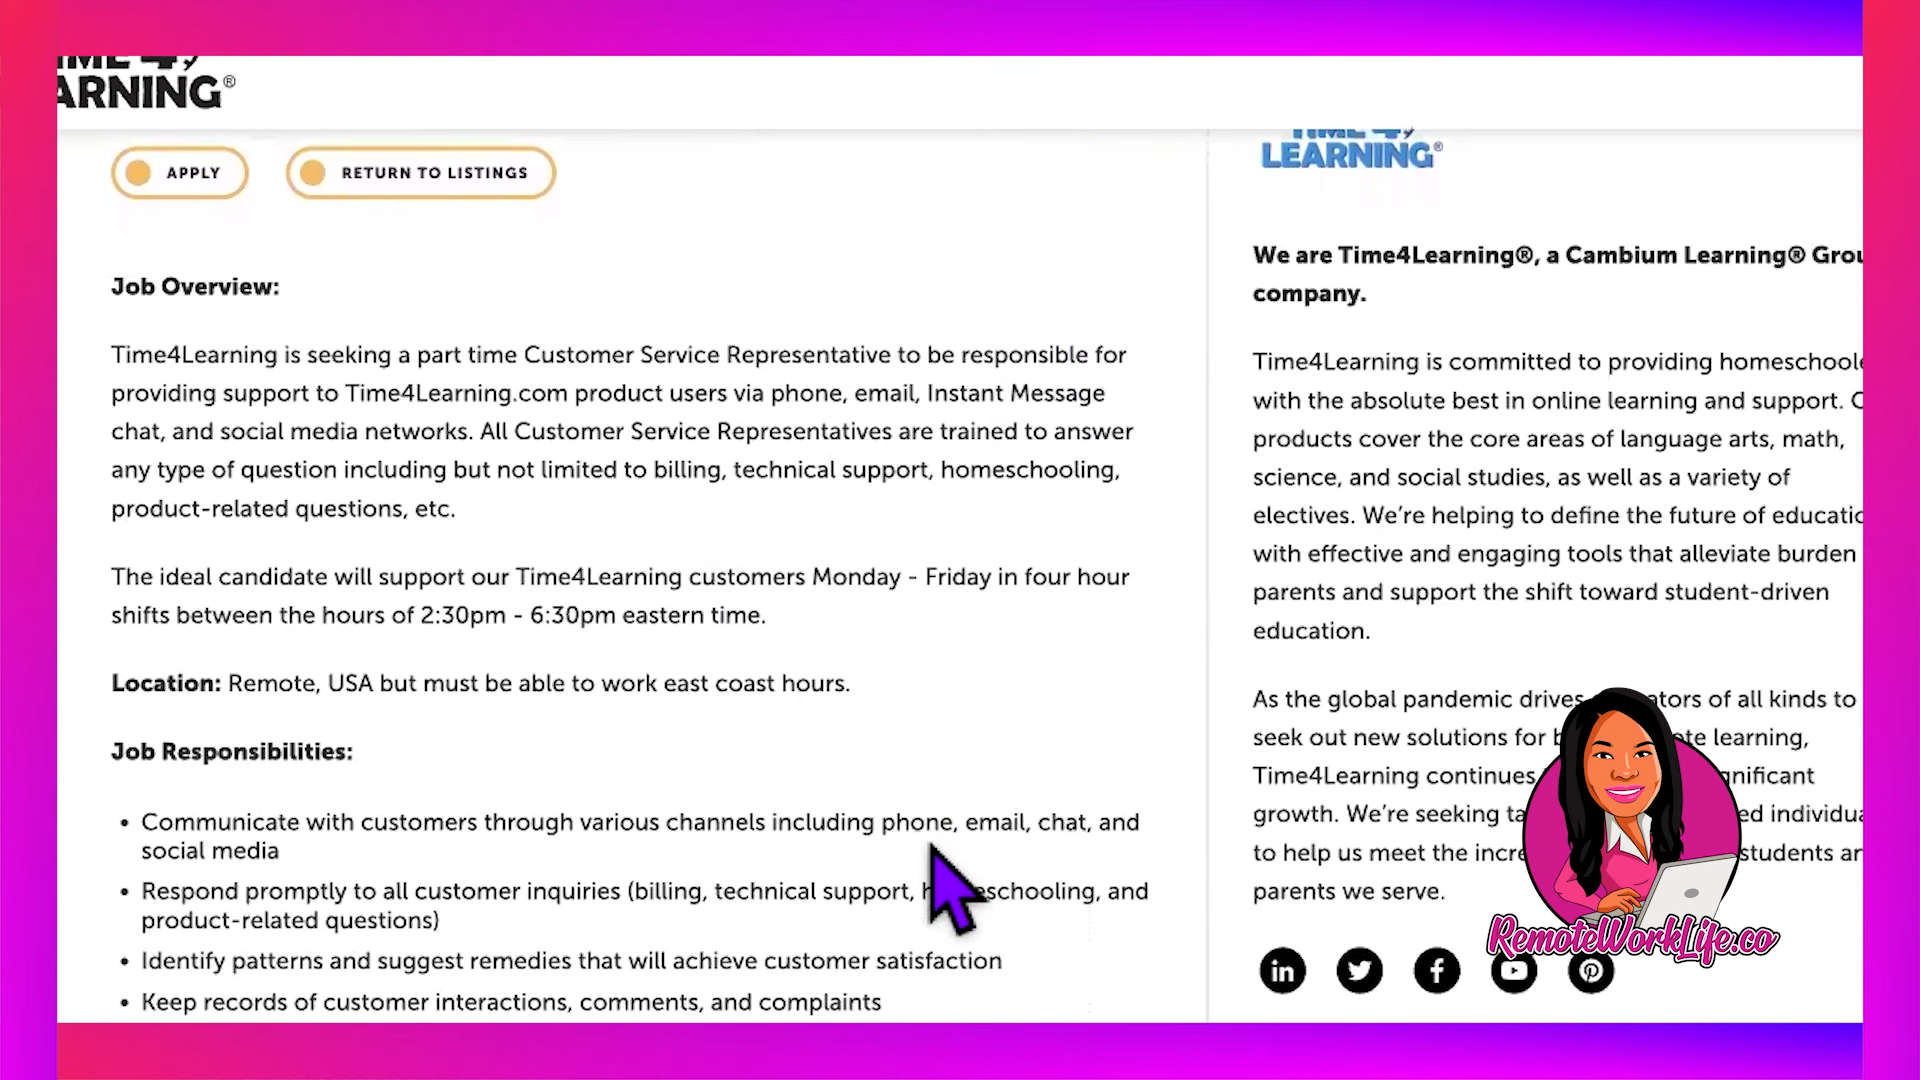 TIME 4
ARNING®
TIME 4
LEARNING®
APPLY
RETURN TO LISTINGS
Job Overview:
Time4Learning is seeking a part time Customer Service Representative to be responsible for
providing support to Time4Learning.com product users via phone, email, Instant Message
chat, and social media networks. All Customer Service Representatives are trained to answer
any type of question including but not limited to billing, technical support, homeschooling,
product-related questions, etc.
The ideal candidate will support our Time4Learning customers Monday - Friday in four hour
shifts between the hours of 2:30pm - 6:30pm eastern time.
Location: Remote, USA but must be able to work east coast hours.
Job Responsibilities:
• Communicate with customers through various channels including phone, email, chat, and
social media
• Respond promptly to all customer inquiries (billing, technical support, schooling, and
product-related questions)
• Identify patterns and suggest remedies that will achieve customer satisfaction
• Keep records of customer interactions, comments, and complaints
We are Time4Learning®, a Cambium Learning® Grou
company.
Time4Learning is committed to providing homeschoole
with the absolute best in online learning and support.
products cover the core areas of language arts, math,
science, and social studies, as well as a variety of
electives. We’re helping to define the future of educatio
with effective and engaging tools that alleviate burden
parents and support the shift toward student-driven
education.
As the global pandemic drives ators of all kinds to
seek out new solutions for learning,
Time4Learning continues gnificant
growth. We’re seeking ta ed individua
to help us meet the incre students an
parents we serve.
in
RemoteWorkLife.co